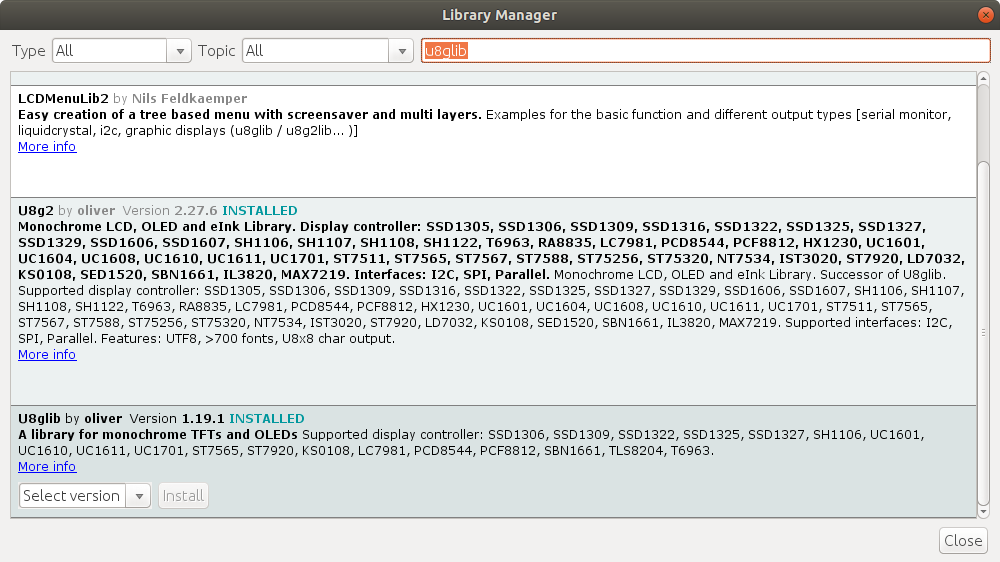 Library Manager
Type All Topic All u8glib
LCDMenuLib2 by Nils Feldkaemper
Easy creation of a tree based menu with screensaver and multi layers. Examples for the basic function and different output types [serial monitor,
liquidcrystal, i2c, graphic displays (u8glib / u8g2lib... )]
More info
U8g2 by oliver Version 2.27.6 INSTALLED
Monochrome LCD, OLED and eInk Library. Display controller: SSD1305, SSD1306, SSD1309, SSD1316, SSD1322, SSD1325, SSD1327,
SSD1329, SSD1606, SSD1607, SH1106, SH1107, SH1108, SH1122, T6963, RA8835, LC7981, PCD8544, PCF8812, HX1230, UC1601,
UC1604, UC1608, UC1610, UC1611, UC1701, ST7511, ST7565, ST7567, ST7588, ST75256, ST75320, NT7534, IST3020, ST7920, LD7032,
KS0108, SED1520, SBN1661, IL3820, MAX7219. Interfaces: I2C, SPI, Parallel. Monochrome LCD, OLED and eInk Library. Successor of U8glib.
Supported display controller: SSD1305, SSD1306, SSD1309, SSD1316, SSD1322, SSD1325, SSD1327, SSD1329, SSD1606, SSD1607, SH1106, SH1107,
SH1108, SH1122, T6963, RA8835, LC7981, PCD8544, PCF8812, HX1230, UC1601, UC1604, UC1608, UC1610, UC1611, UC1701, ST7511, ST7565,
ST7567, ST7588, ST75256, ST75320, NT7534, IST3020, ST7920, LD7032, KS0108, SED1520, SBN1661, IL3820, MAX7219. Supported interfaces: I2C,
SPI, Parallel. Features: UTF8, >700 fonts, U8x8 char output.
More info
U8glib by oliver Version 1.19.1 INSTALLED
A library for monochrome TFTs and OLEDs Supported display controller: SSD1306, SSD1309, SSD1322, SSD1325, SSD1327, SH1106, UC1601,
UC1610, UC1611, UC1701, ST7565, ST7920, KS0108, LC7981, PCD8544, PCF8812, SBN1661, TLS8204, T6963.
More info
Select version Install
Close